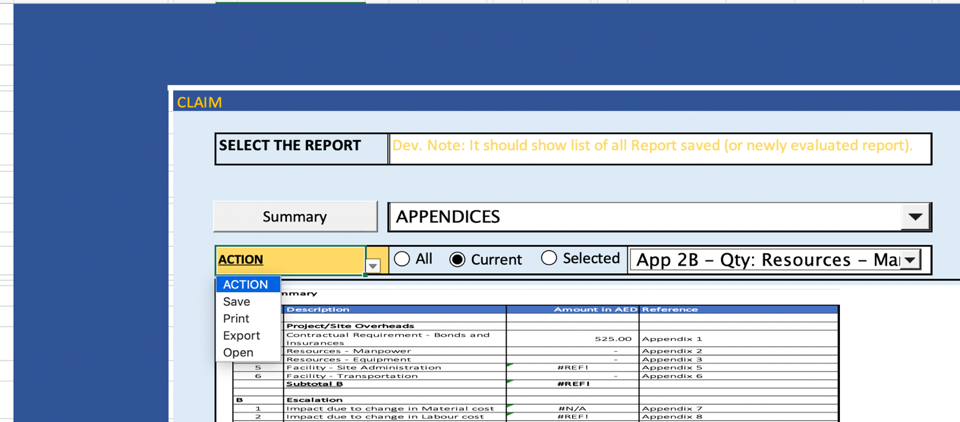 CLAIM
SELECT THE REPORT Dev. Note: It should show list of all Report saved (or newly evaluated report).
Summary APPENDICES
ACTION All Current Selected App 2B – Qty: Resources – Ma
ACTION
Save
Print
Export
Open
Description Amount in AED Reference
Project/Site Overheads
Contractual Requirement - Bonds and
Insurances 525.00 Appendix 1
Resources - Manpower - Appendix 2
Resources - Equipment - Appendix 3
5 Facility - Site Administration #REF! Appendix 5
6 Facility - Transportation - Appendix 6
Subtotal B #REF!
B Escalation
1 Impact due to change in Material cost #N/A Appendix 7
2 Impact due to change in Labour cost #REF! Appendix 8